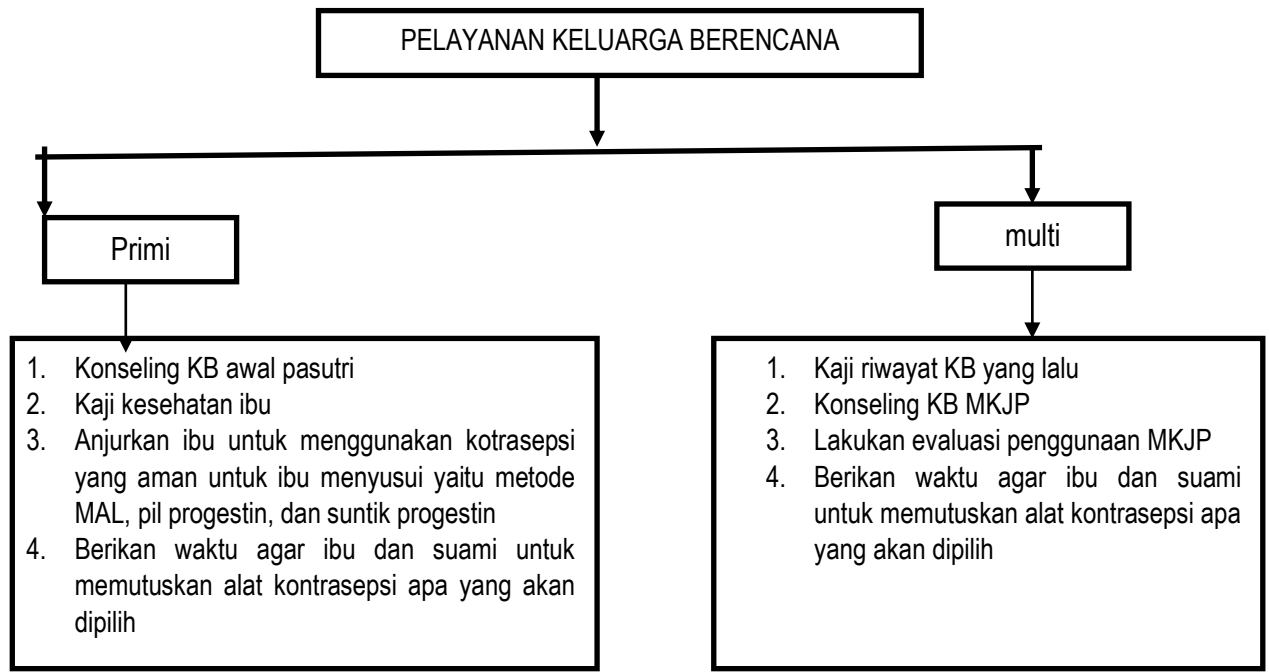 PELAYANAN KELUARGA BERENCANA
Primi
multi
1. Konseling KB awal pasutri
2. Kaji kesehatan ibu
3. Anjurkan ibu untuk menggunakan kotrasepsi
yang aman untuk ibu menyusui yaitu metode
MAL, pil progestin, dan suntik progestin
4. Berikan waktu agar ibu dan suami untuk
memutuskan alat kontrasepsi apa yang akan
dipilih
1. Kaji riwayat KB yang lalu
2. Konseling KB MKJP
3. Lakukan evaluasi penggunaan MKJP
4. Berikan waktu agar ibu dan suami
untuk memutuskan alat kontrasepsi apa
yang akan dipilih